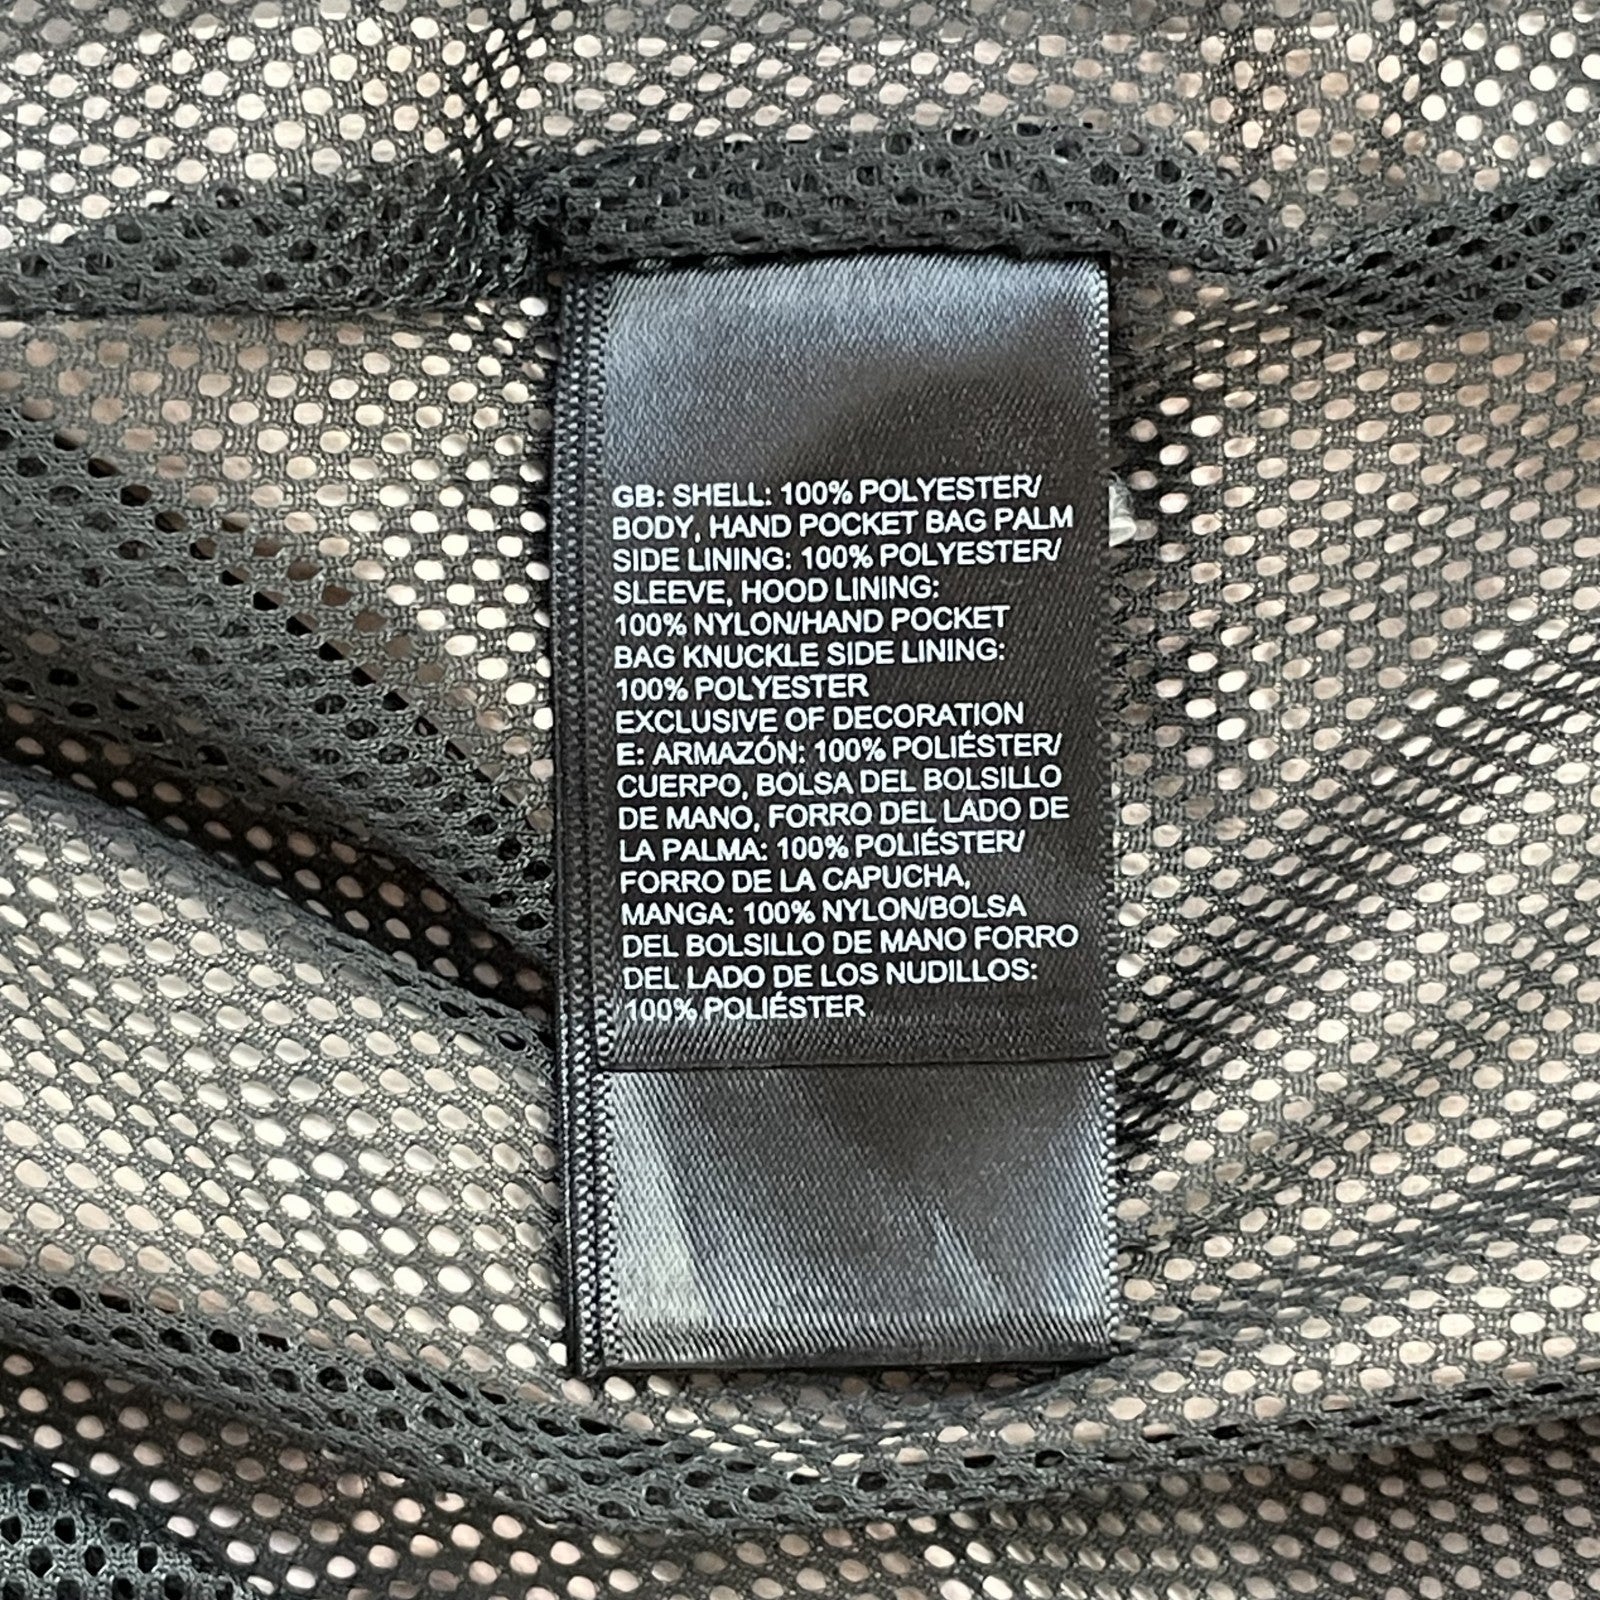 GB: SHELL: 100% POLYESTER/
BODY, HAND POCKET BAG PALM
SIDE LINING: 100% POLYESTER/
SLEEVE, HOOD LINING:
100% NYLON/HAND POCKET
BAG KNUCKLE SIDE LINING:
100% POLYESTER
EXCLUSIVE OF DECORATION
E: ARMAZÓN: 100% POLIÉSTER/
CUERPO, BOLSA DEL BOLSILLO
DE MANO, FORRO DEL LADO DE
LA PALMA: 100% POLIÉSTER/
FORRO DE LA CAPUCHA,
MANGA: 100% NYLON/BOLSA
DEL BOLSILLO DE MANO FORRO
DEL LADO DE LOS NUDILLOS:
100% POLIÉSTER